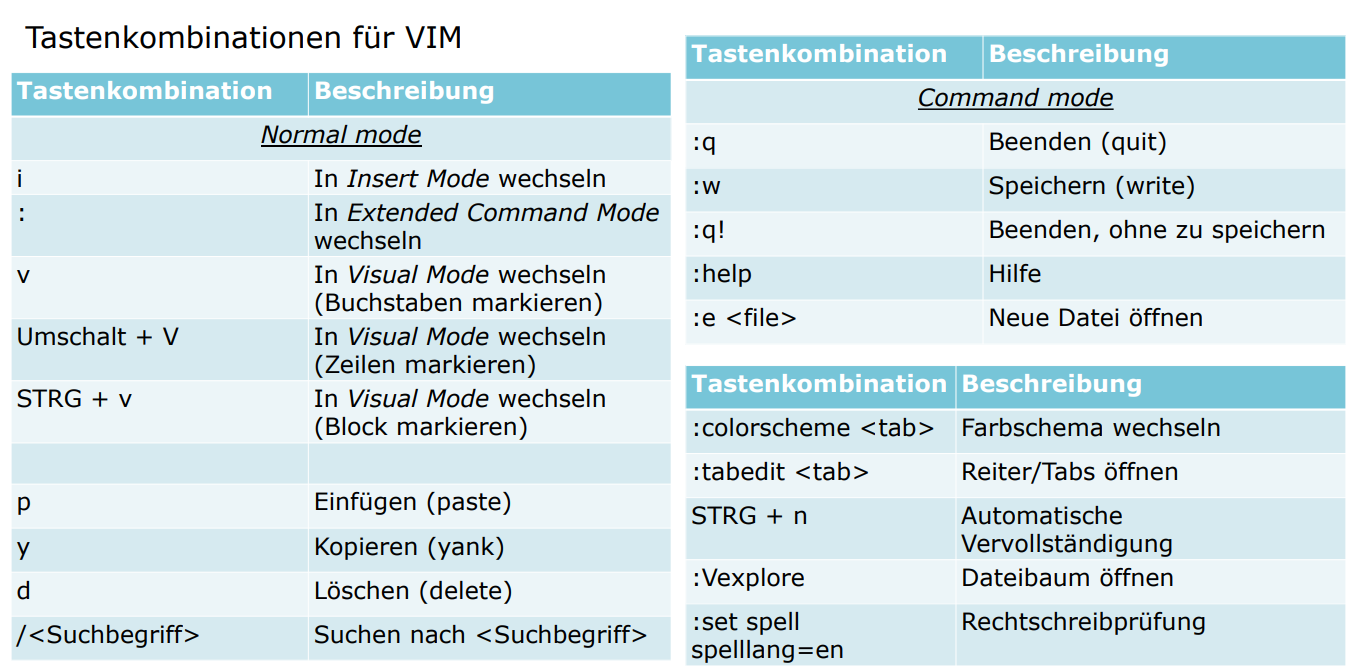 Tastenkombinationen für VIM
Tastenkombination Beschreibung
Normal mode
i In Insert Mode wechseln
: In Extended Command Mode
wechseln
v In Visual Mode wechseln
(Buchstaben markieren)
Umschalt + V In Visual Mode wechseln
(Zeilen markieren)
STRG + v In Visual Mode wechseln
(Block markieren)
p Einfügen (paste)
y Kopieren (yank)
d Löschen (delete)
/<Suchbegriff> Suchen nach <Suchbegriff>
Tastenkombination Beschreibung
Command mode
:q Beenden (quit)
:w Speichern (write)
:q! Beenden, ohne zu speichern
:help Hilfe
:e <file> Neue Datei öffnen
Tastenkombination Beschreibung
:colorscheme <tab> Farbschema wechseln
:tabedit <tab> Reiter/Tabs öffnen
STRG + n Automatische
Vervollständigung
:Vexplore Dateibaum öffnen
:set spell Rechtschreibprüfung
spelllang=en